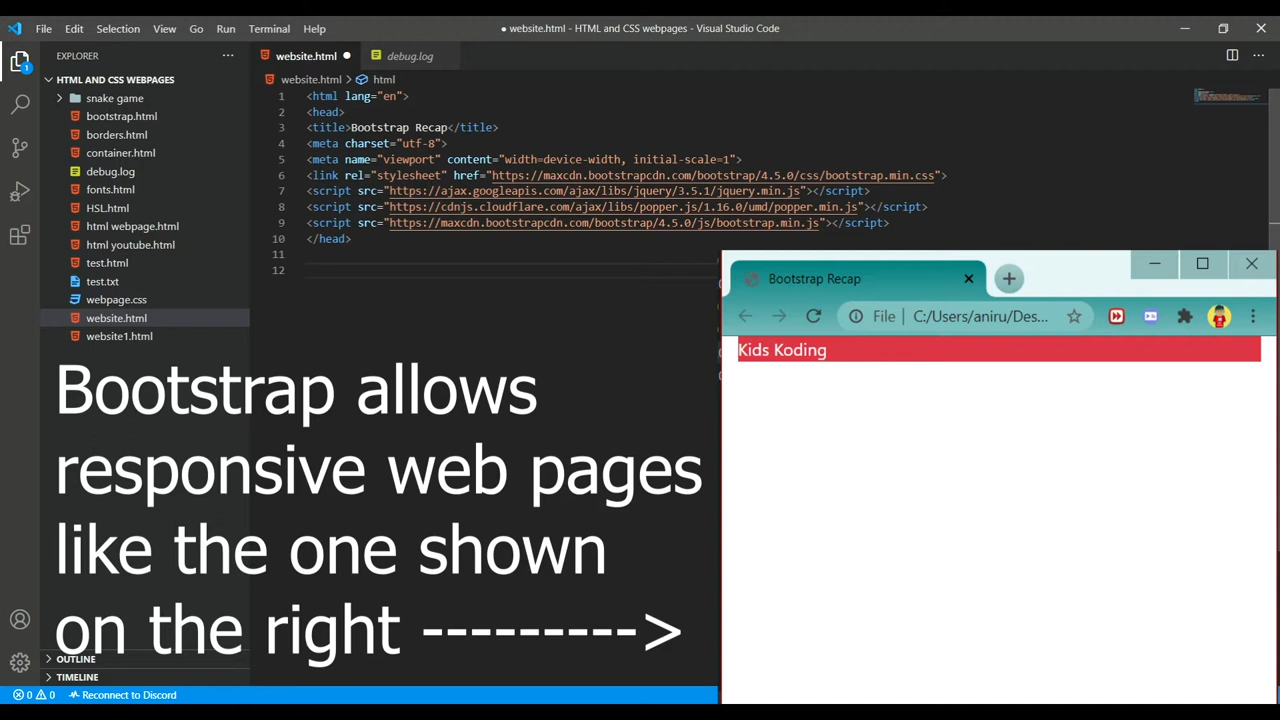 File Edit Selection View Go Run Terminal Help
● website.html - HTML and CSS webpages - Visual Studio Code
EXPLORER
HTML AND CSS WEBPAGES
snake game
bootstrap.html
borders.html
container.html
debug.log
fonts.html
HSL.html
html webpage.html
html youtube.html
test.html
test.txt
webpage.css
website.html
website1.html
OUTLINE
TIMELINE
1
website.html
debug.log
website.html > html
1 <html lang="en">
2 <head>
3 <title>Bootstrap Recap</title>
4 <meta charset="utf-8">
5 <meta name="viewport" content="width=device-width, initial-scale=1">
6 <link rel="stylesheet" href="https://maxcdn.bootstrapcdn.com/bootstrap/4.5.0/css/bootstrap.min.css">
7 <script src="https://ajax.googleapis.com/ajax/libs/jquery/3.5.1/jquery.min.js"></script>
8 <script src="https://cdnjs.cloudflare.com/ajax/libs/popper.js/1.16.0/umd/popper.min.js"></script>
9 <script src="https://maxcdn.bootstrapcdn.com/bootstrap/4.5.0/js/bootstrap.min.js"></script>
10 </head>
11
12
Bootstrap Recap
File | C:/Users/aniru/Des...
Kids Koding
Bootstrap allows
responsive web pages
like the one shown
on the right --------->
0 0 Reconnect to Discord